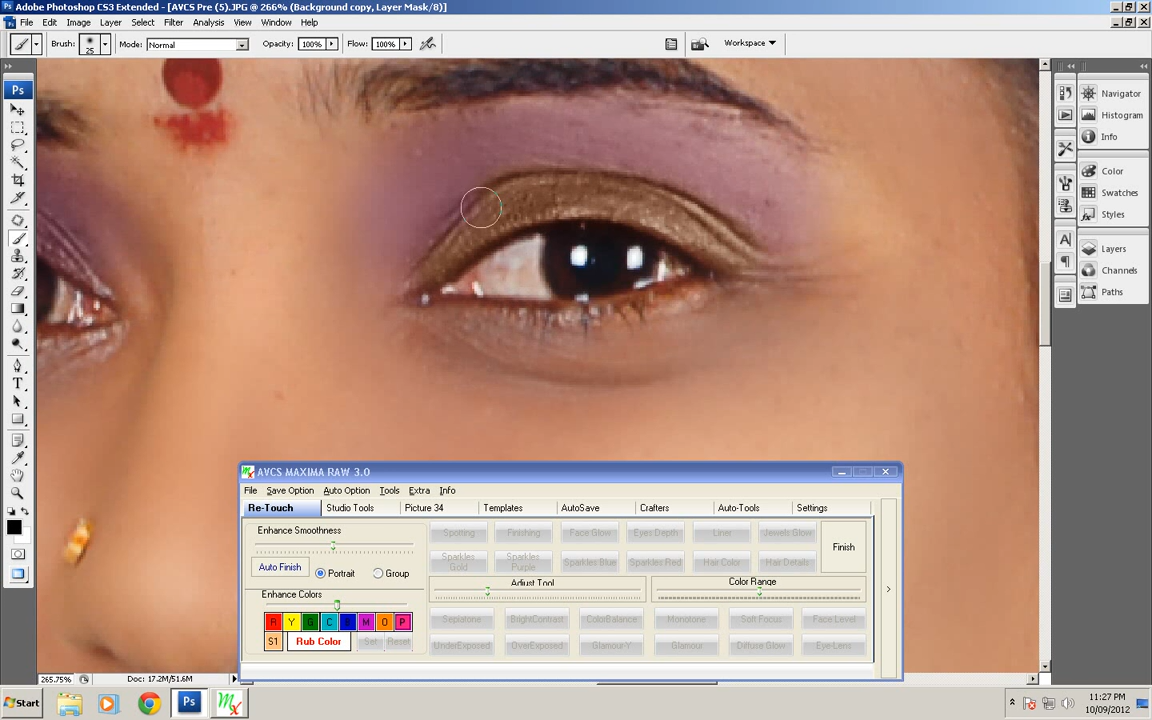 Adobe Photoshop CS3 Extended - [AVCS Pre (5).JPG @ 266% (Background copy, Layer Mask/8)]
File Edit Image Layer Select Filter Analysis View Window Help
Brush: 25 Mode: Normal Opacity: 100% Flow: 100% Workspace
Ps
Navigator
Histogram
Info
Color
Swatches
Styles
Layers
Channels
Paths
AVCS MAXIMA RAW 3.0
File Save Option Auto Option Tools Extra Info
Re-Touch Studio Tools Picture 34 Templates AutoSave Crafters Auto-Tools Settings
Enhance Smoothness
Spotting Finishing Face Glow Eyes Depth Liner Jewels Glow
Finish
Auto Finish Portrait Group
Sparkles Gold Sparkles Purple Sparkles Blue Sparkles Red Hair Color Hair Details
Adjust Tool Color Range
Enhance Colors
R Y G C B M O P
Sepiatone BrightContrast ColorBalance Monotone Soft Focus Face Level
S1 Rub Color Set Reset
UnderExposed OverExposed Glamour-Y Glamour Diffuse Glow Eye-Lens
265.75% Doc: 17.2M/51.6M
Start Ps 11:27 PM
10/09/2012